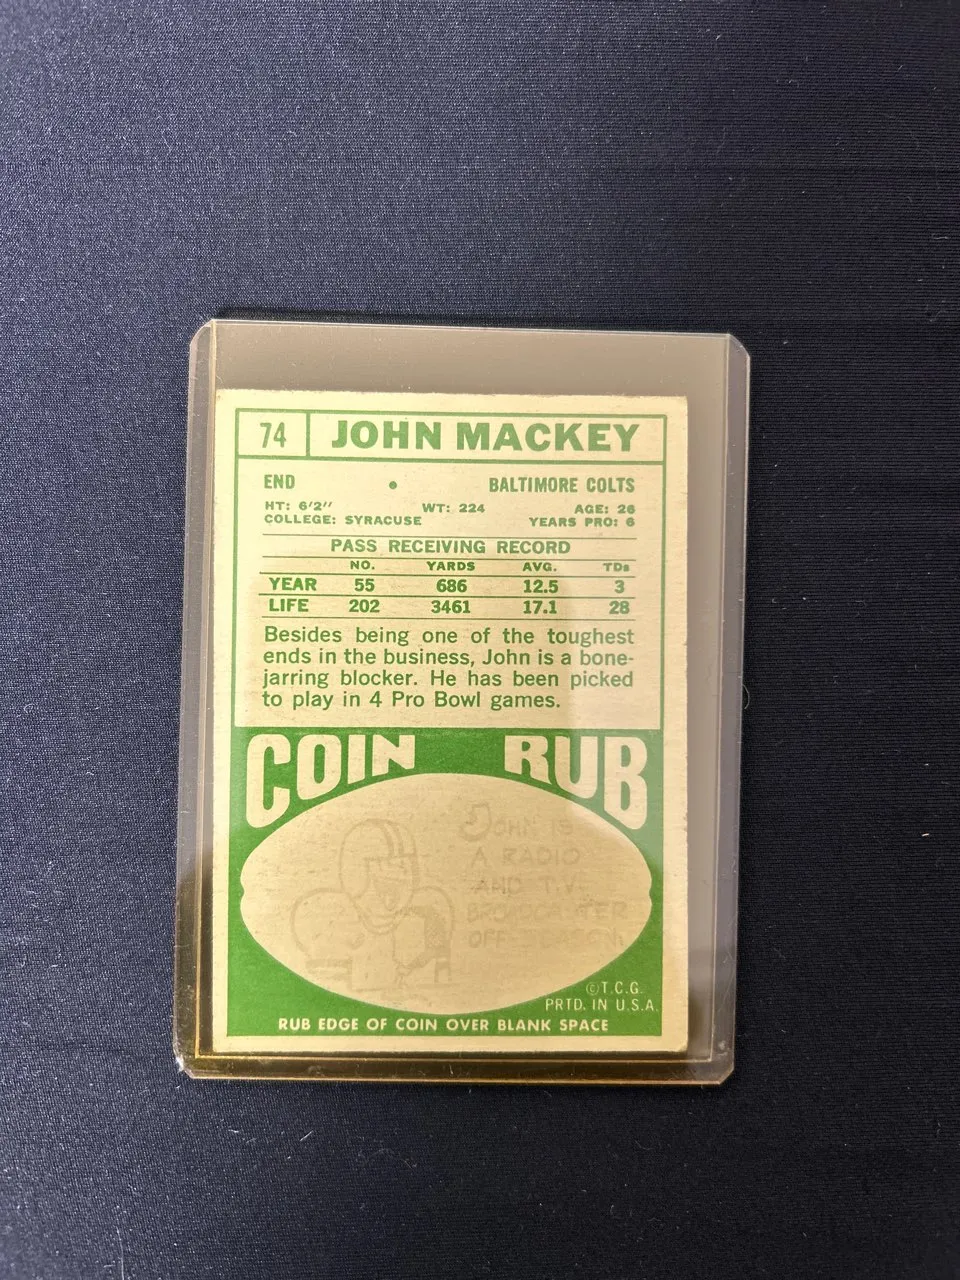 74 JOHN MACKEY
END • BALTIMORE COLTS
HT: 6'2" WT: 224 AGE: 26
COLLEGE: SYRACUSE YEARS PRO: 6
PASS RECEIVING RECORD
NO. YARDS AVG. TDs
YEAR 55 686 12.5 3
LIFE 202 3461 17.1 28
Besides being one of the toughest
ends in the business, John is a bone-
jarring blocker. He has been picked
to play in 4 Pro Bowl games.
COIN RUB
JOHN IS
A RADIO
AND T.V.
BROADCASTER
OFF-SEASON.
©T.C.G.
PRTD. IN U.S.A.
RUB EDGE OF COIN OVER BLANK SPACE